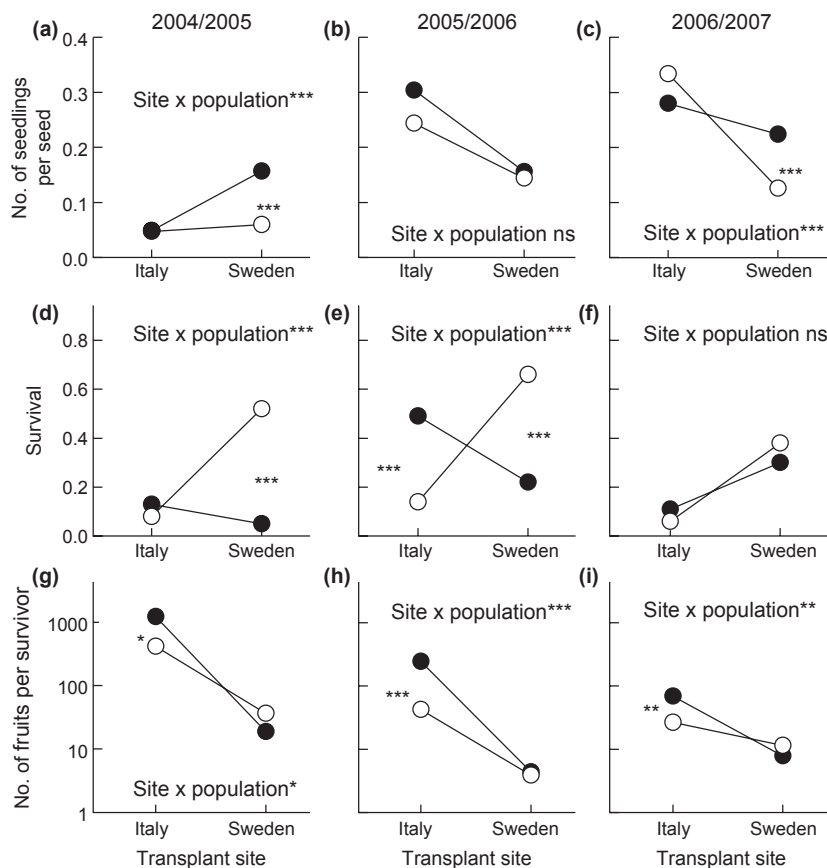 2004/2005 2005/2006 2006/2007
(a) (b) (c)
No. of seedlings
per seed
0.4
0.3
0.2
0.1
0.0
Site x population***
***
Italy Sweden
Site x population ns
Italy Sweden
***
Site x population***
Italy Sweden
(d) (e) (f)
Survival
0.8
0.6
0.4
0.2
0.0
Site x population***
***
Italy Sweden
Site x population***
***
***
Italy Sweden
Site x population ns
Italy Sweden
(g) (h) (i)
No. of fruits per survivor
1000
100
10
1
*
Site x population*
Italy Sweden
Transplant site
Site x population***
***
Italy Sweden
Transplant site
Site x population**
**
Italy Sweden
Transplant site